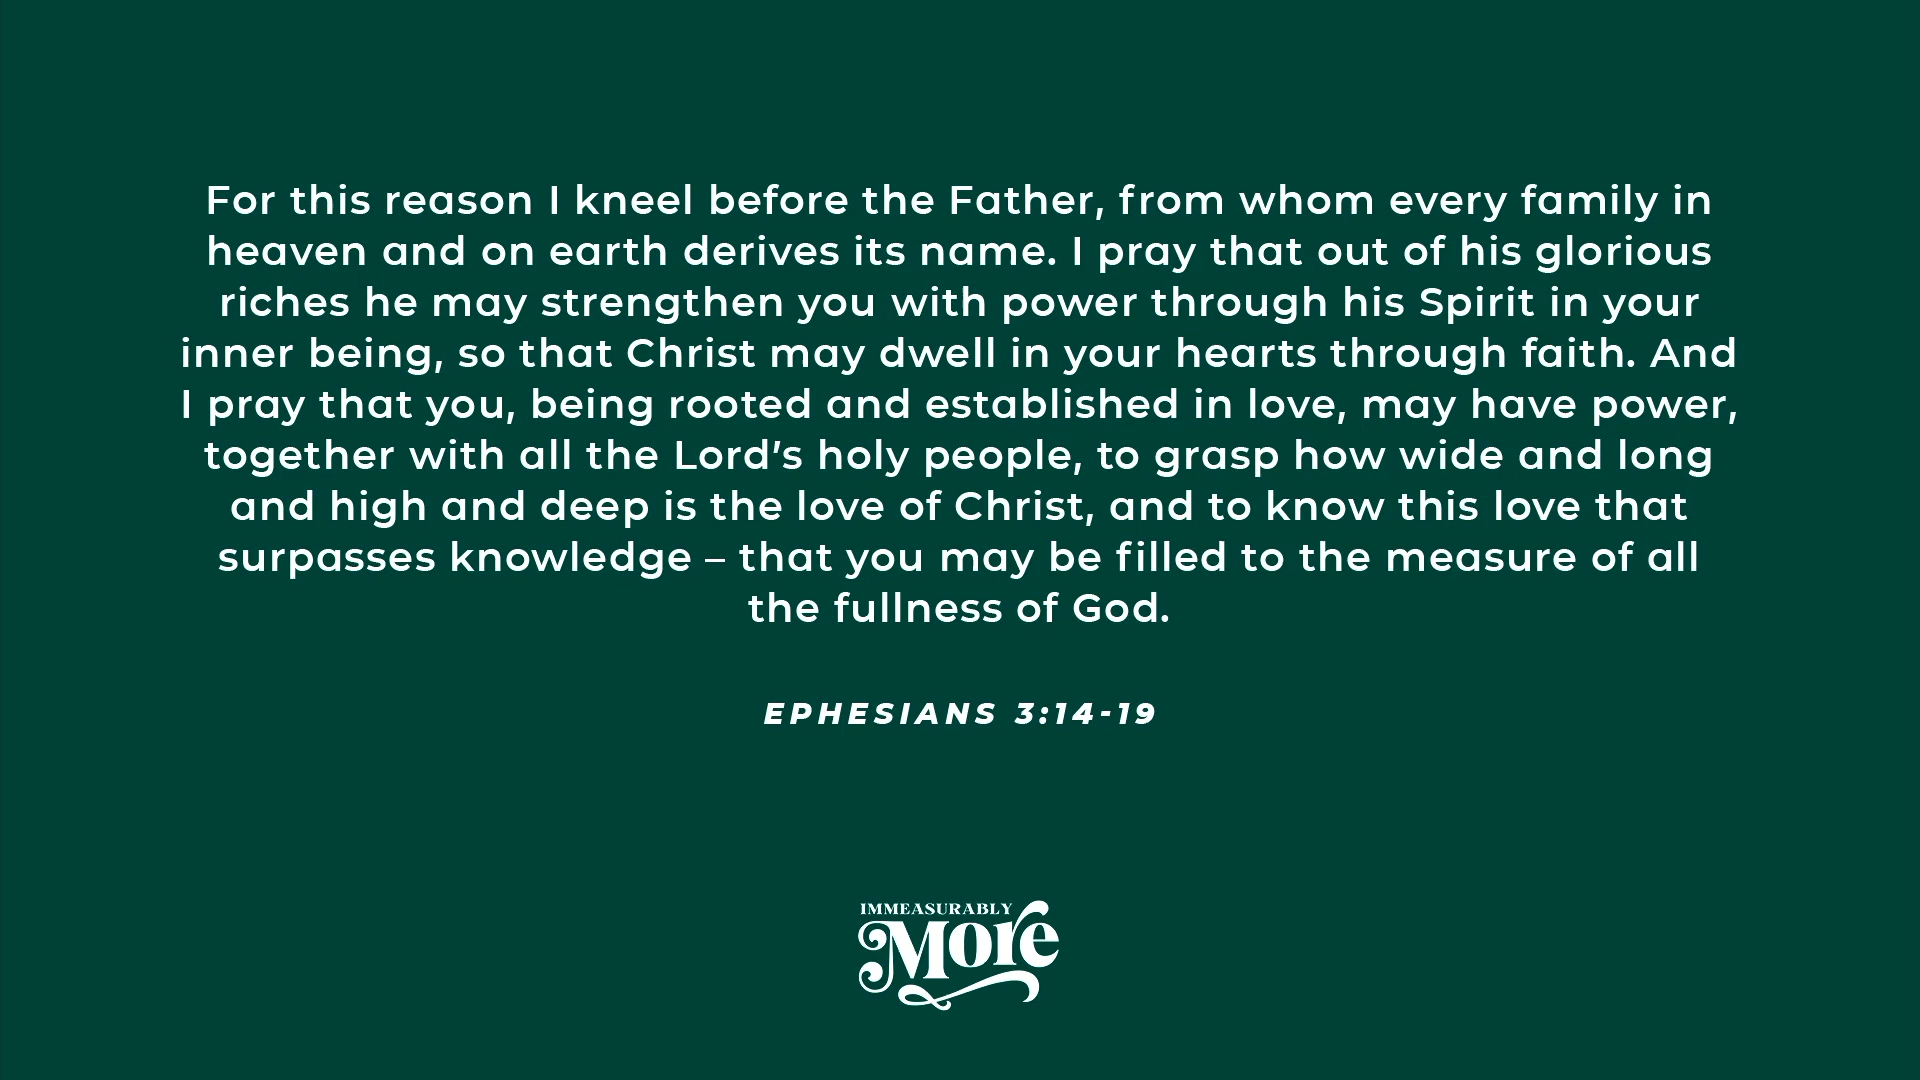 For this reason I kneel before the Father, from whom every family in
heaven and on earth derives its name. I pray that out of his glorious
riches he may strengthen you with power through his Spirit in your
inner being, so that Christ may dwell in your hearts through faith. And
I pray that you, being rooted and established in love, may have power,
together with all the Lord’s holy people, to grasp how wide and long
and high and deep is the love of Christ, and to know this love that
surpasses knowledge – that you may be filled to the measure of all
the fullness of God.
EPHESIANS 3:14-19
IMMEASURABLY
More